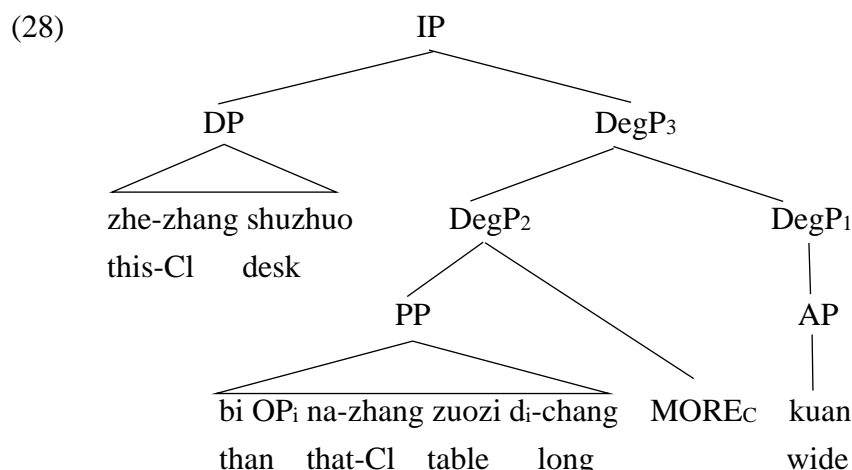 (28) IP
DP DegP₃
zhe-zhang shuzhuo DegP₂ DegP₁
this-Cl desk
PP AP
bi OPᵢ na-zhang zuozi dᵢ-chang MORE_C kuan
than that-Cl table long wide